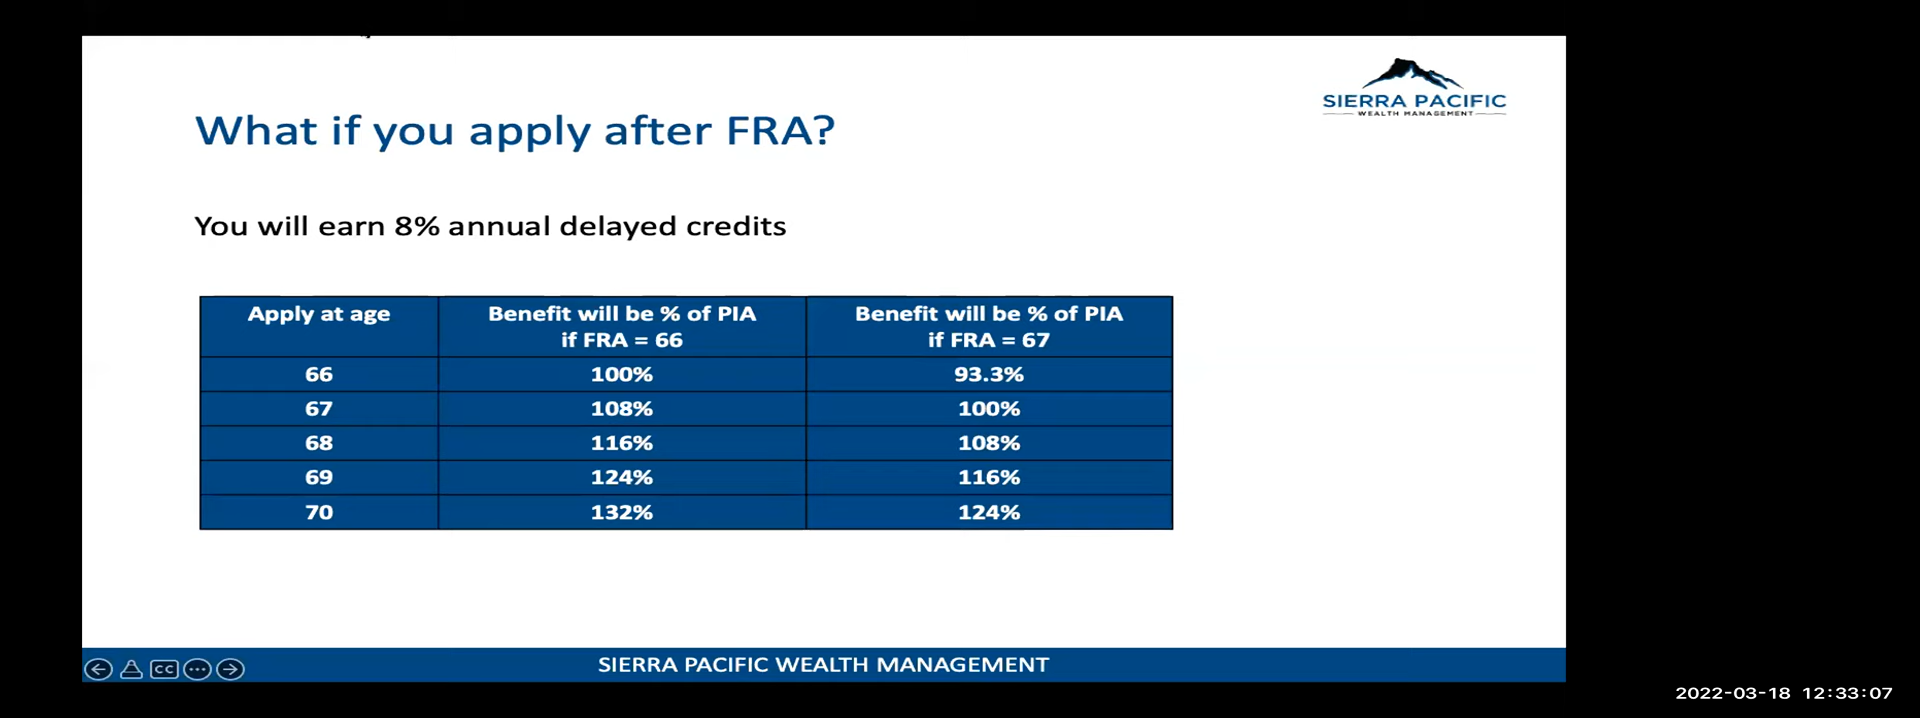 SIERRA PACIFIC
WEALTH MANAGEMENT
What if you apply after FRA?
You will earn 8% annual delayed credits
Apply at age Benefit will be % of PIA Benefit will be % of PIA
if FRA = 66 if FRA = 67
66 100% 93.3%
67 108% 100%
68 116% 108%
69 124% 116%
70 132% 124%
CC
SIERRA PACIFIC WEALTH MANAGEMENT
2022-03-18 12:33:07